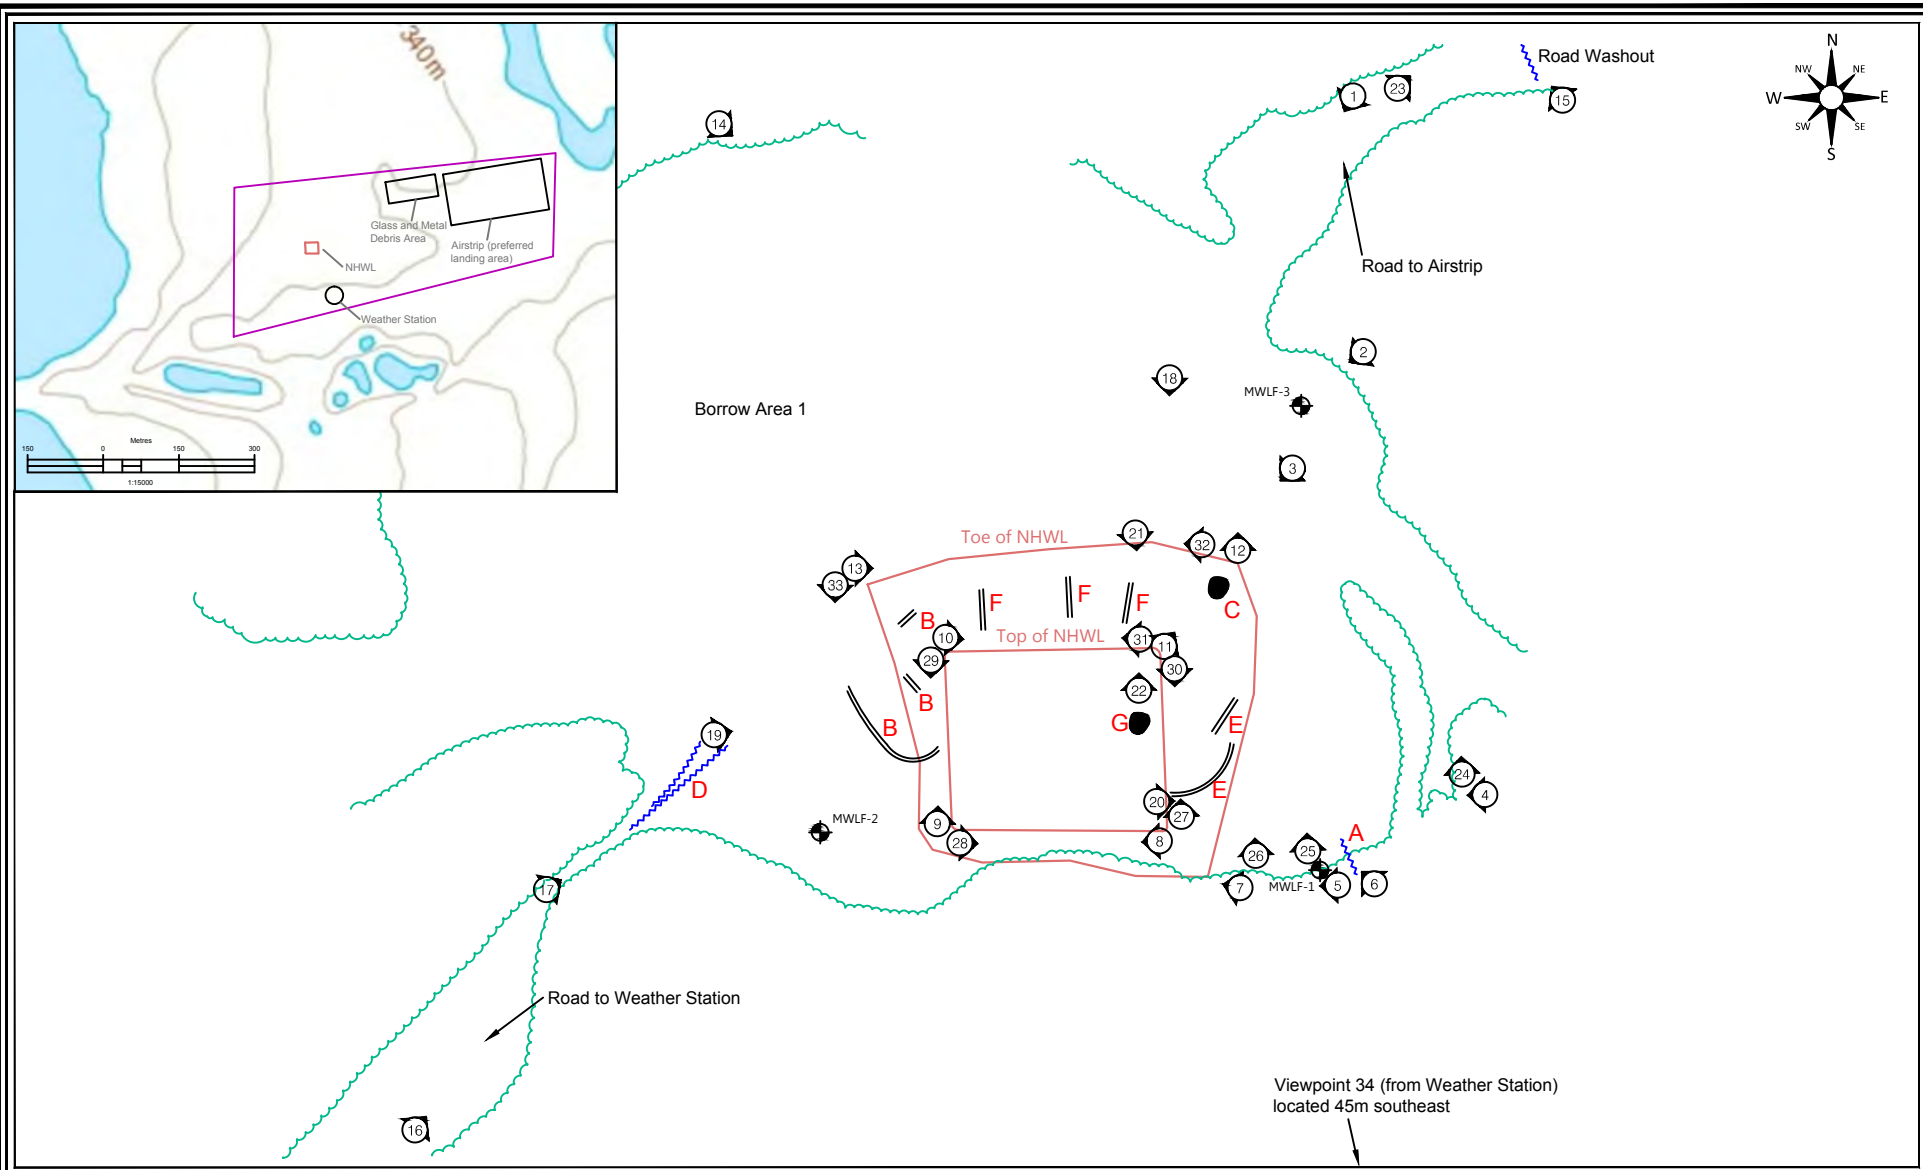 340m
Glass and Metal
Debris Area
Airstrip (preferred
landing area)
NHWL
Weather Station
Metres
150 0 150 300
1:15000
Road Washout
N
NW NE
W E
SW SE
S
14
1
23
15
Road to Airstrip
2
18
MWLF-3
Borrow Area 1
3
Toe of NHWL
21
32
12
13
33
F
F
F
C
B
10
Top of NHWL
31
11
29
30
B
22
B
G
E
19
D
E
20
27
24
4
MWLF-2
9
28
8
A
26
25
7
MWLF-1
5
6
17
Road to Weather Station
16
Viewpoint 34 (from Weather Station)
located 45m southeast